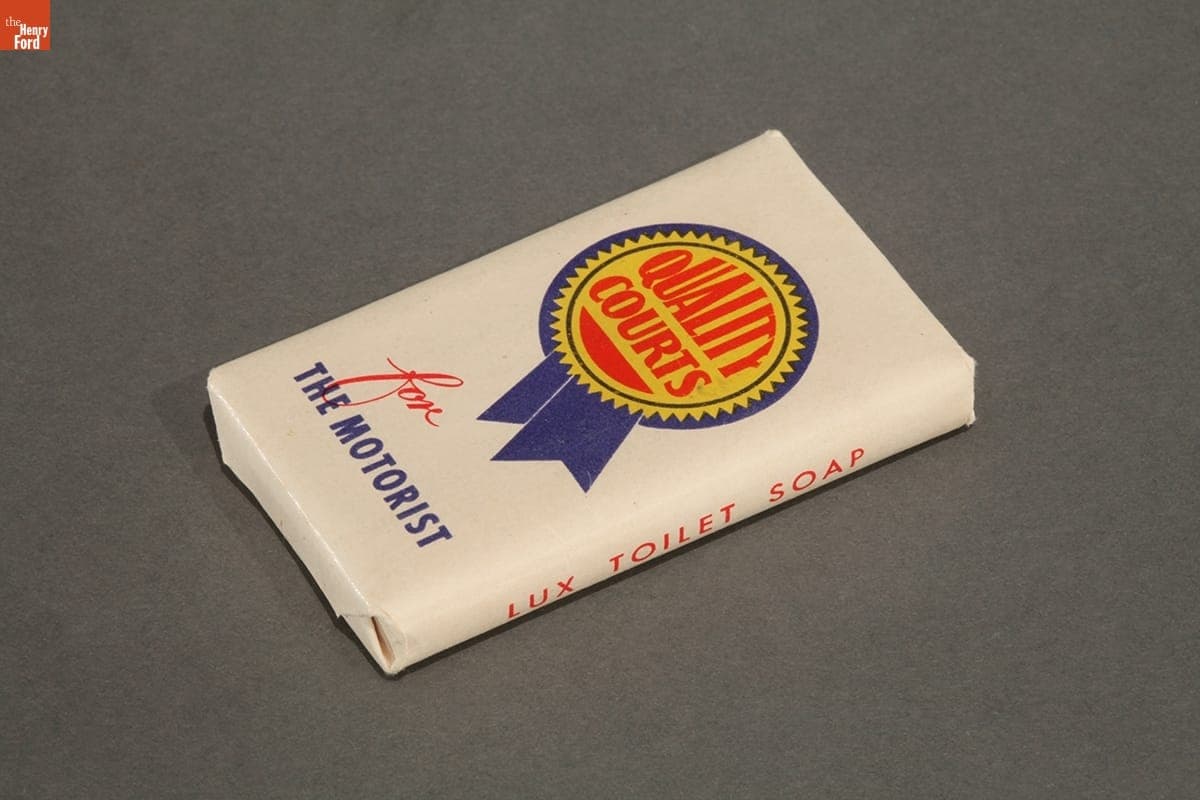 the
Henry
Ford
QUALITY
COURTS
for
THE MOTORIST
LUX TOILET SOAP